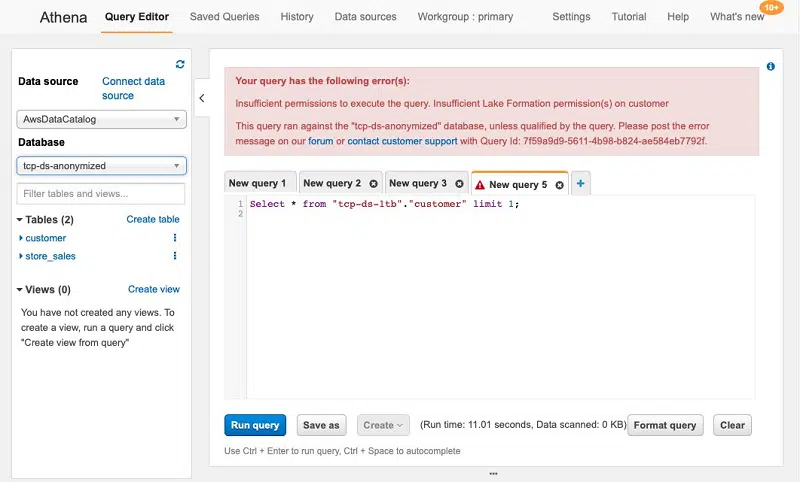 Athena Query Editor Saved Queries History Data sources Workgroup : primary Settings Tutorial Help What's new 10+
Data source Connect data
source
AwsDataCatalog
Database
tcp-ds-anonymized
Filter tables and views...
Tables (2) Create table
customer
store_sales
Views (0) Create view
You have not created any views. To
create a view, run a query and click
"Create view from query"
Your query has the following error(s):
Insufficient permissions to execute the query. Insufficient Lake Formation permission(s) on customer
This query ran against the "tcp-ds-anonymized" database, unless qualified by the query. Please post the error
message on our forum or contact customer support with Query Id: 7f59a9d9-5611-4b98-b824-ae584eb7792f.
New query 1 New query 2 New query 3 New query 5
1 Select * from "tcp-ds-1tb"."customer" limit 1;
2
Run query Save as Create (Run time: 11.01 seconds, Data scanned: 0 KB) Format query Clear
Use Ctrl + Enter to run query, Ctrl + Space to autocomplete